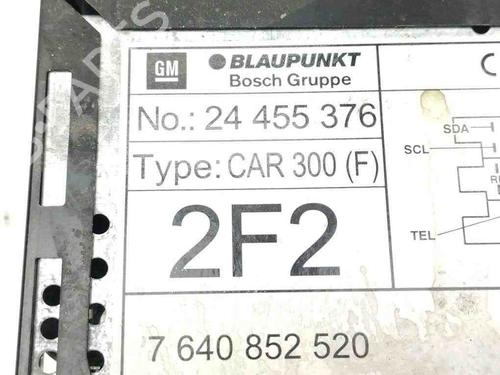 GM
BLAUPUNKT
Bosch Gruppe
No.: 24 455 376
Type: CAR 300 (F)
2F2
7 640 852 520
SDA
SCL
TEL